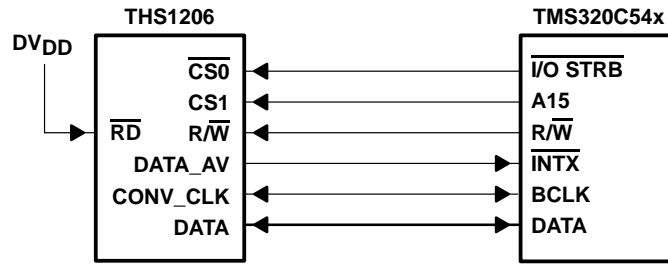 THS1206 TMS320C54x
DVDD
CS0 I/O STRB
CS1 A15
RD R/W R/W
DATA_AV INTX
CONV_CLK BCLK
DATA DATA